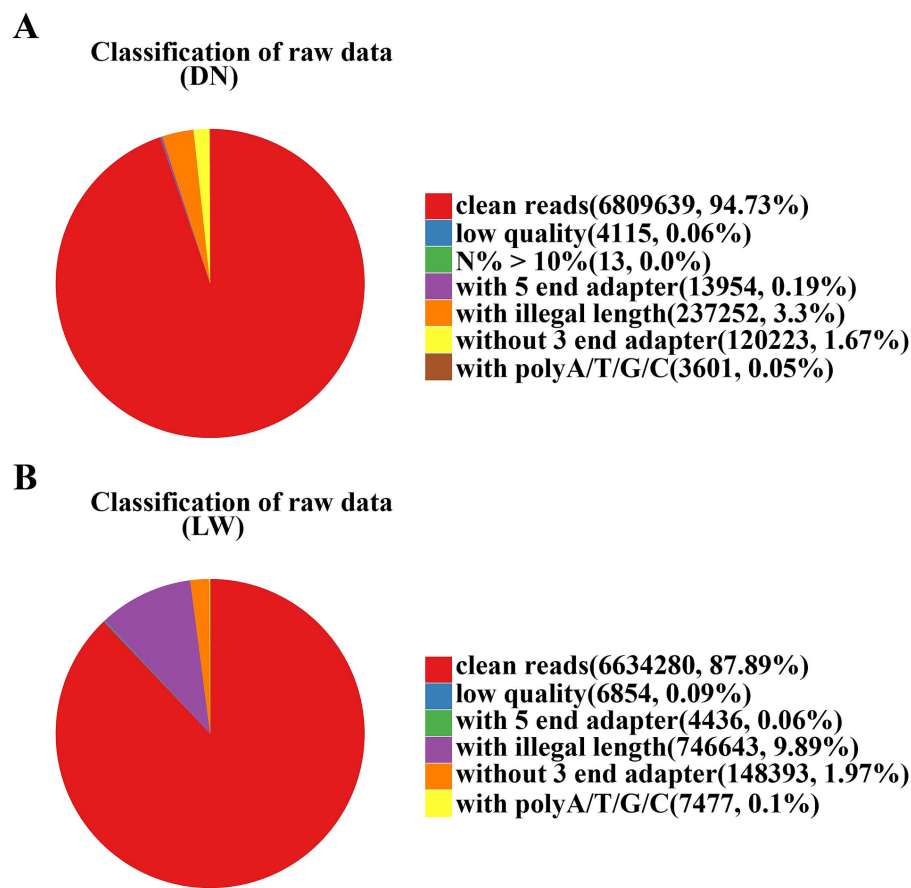 A
Classification of raw data
(DN)
clean reads(6809639, 94.73%)
low quality(4115, 0.06%)
N% > 10%(13, 0.0%)
with 5 end adapter(13954, 0.19%)
with illegal length(237252, 3.3%)
without 3 end adapter(120223, 1.67%)
with polyA/T/G/C(3601, 0.05%)
B
Classification of raw data
(LW)
clean reads(6634280, 87.89%)
low quality(6854, 0.09%)
with 5 end adapter(4436, 0.06%)
with illegal length(746643, 9.89%)
without 3 end adapter(148393, 1.97%)
with polyA/T/G/C(7477, 0.1%)